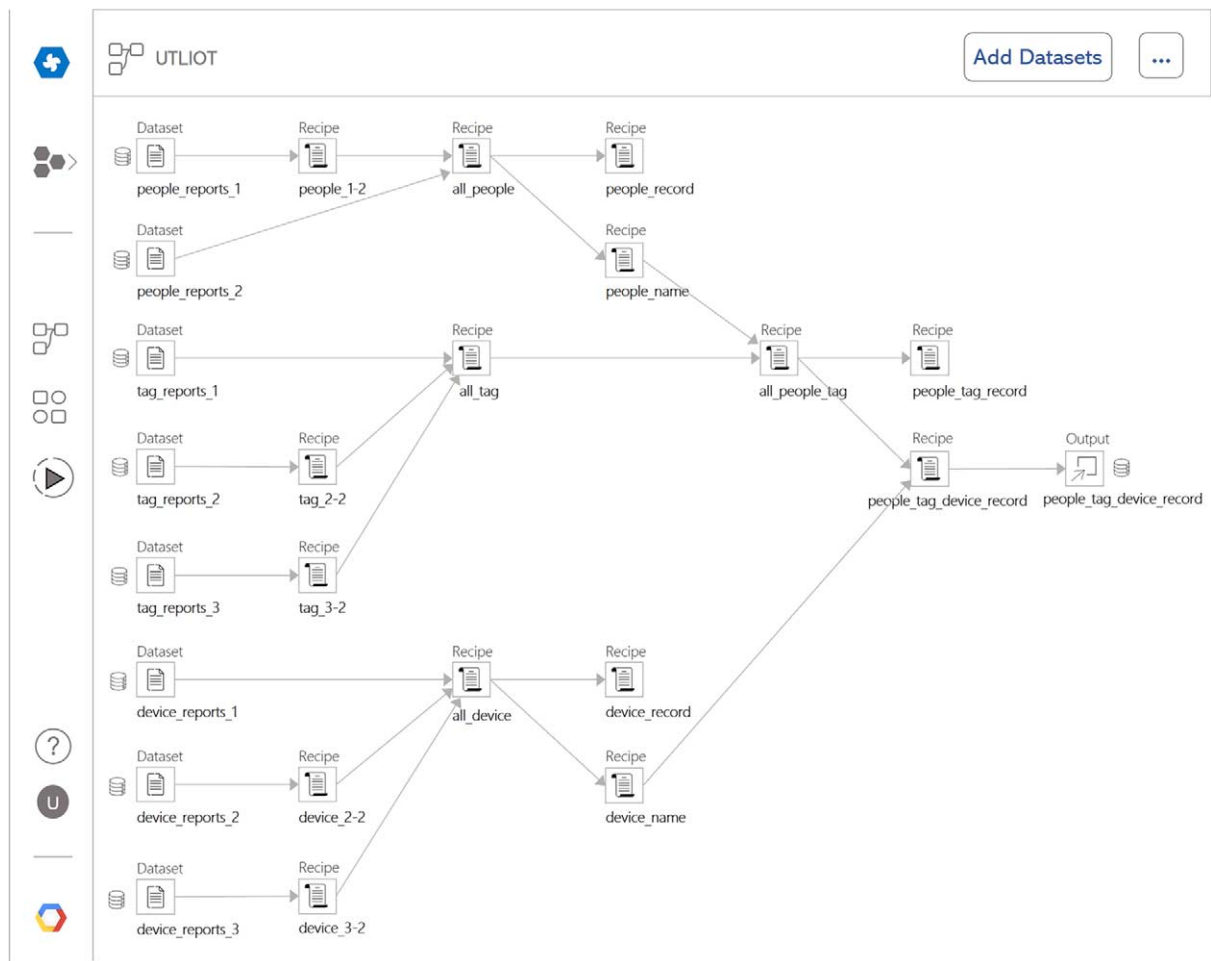 UTLIOT
Add Datasets
...
Dataset Recipe Recipe Recipe
people_reports_1 people_1-2 all_people people_record
Dataset Recipe
people_reports_2 people_name
Dataset Recipe Recipe Recipe
tag_reports_1 all_tag all_people_tag people_tag_record
Dataset Recipe Recipe Output
tag_reports_2 tag_2-2 people_tag_device_record people_tag_device_record
Dataset Recipe
tag_reports_3 tag_3-2
Dataset Recipe Recipe
device_reports_1 all_device device_record
?
Dataset Recipe Recipe
U
device_reports_2 device_2-2 device_name
Dataset Recipe
device_reports_3 device_3-2